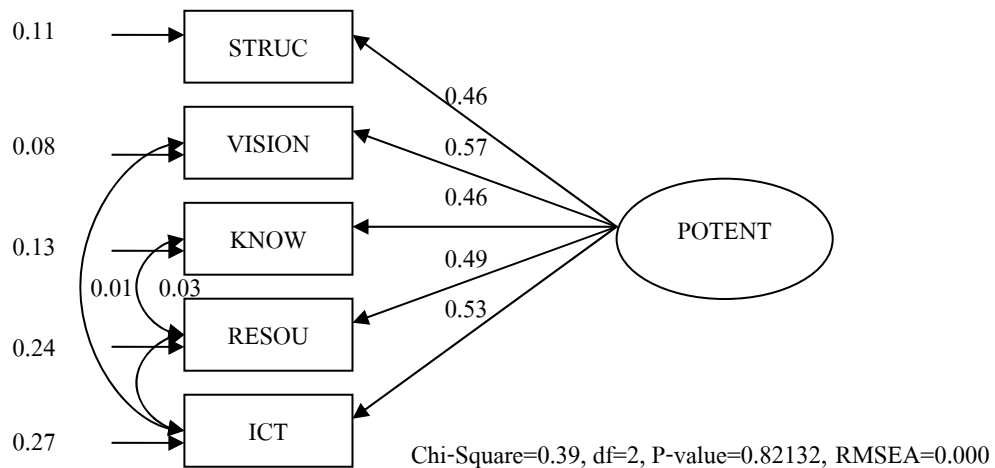 0.11
STRUC
0.46
0.08
VISION
0.57
0.46
0.13
KNOW
POTENT
0.49
0.01
0.03
0.53
0.24
RESOU
0.27
ICT
Chi-Square=0.39, df=2, P-value=0.82132, RMSEA=0.000